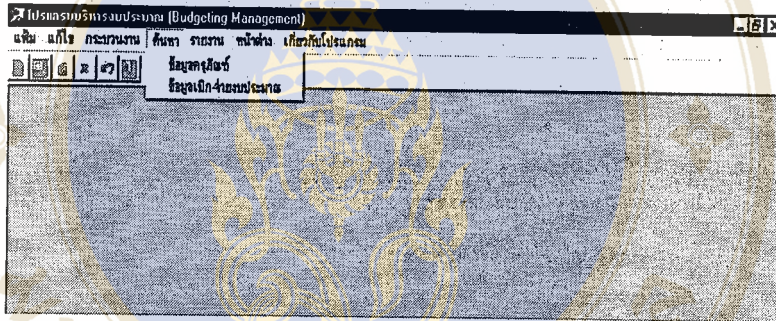 โปรแกรมบริหารงบประมาณ (Budgeting Management)
แฟ้ม แก้ไข กระบวนงาน ค้นหา รายงาน หน้าต่าง เกี่ยวกับโปรแกรม
ข้อมูลครุภัณฑ์
ข้อมูลเบิกจ่ายงบประมาณ